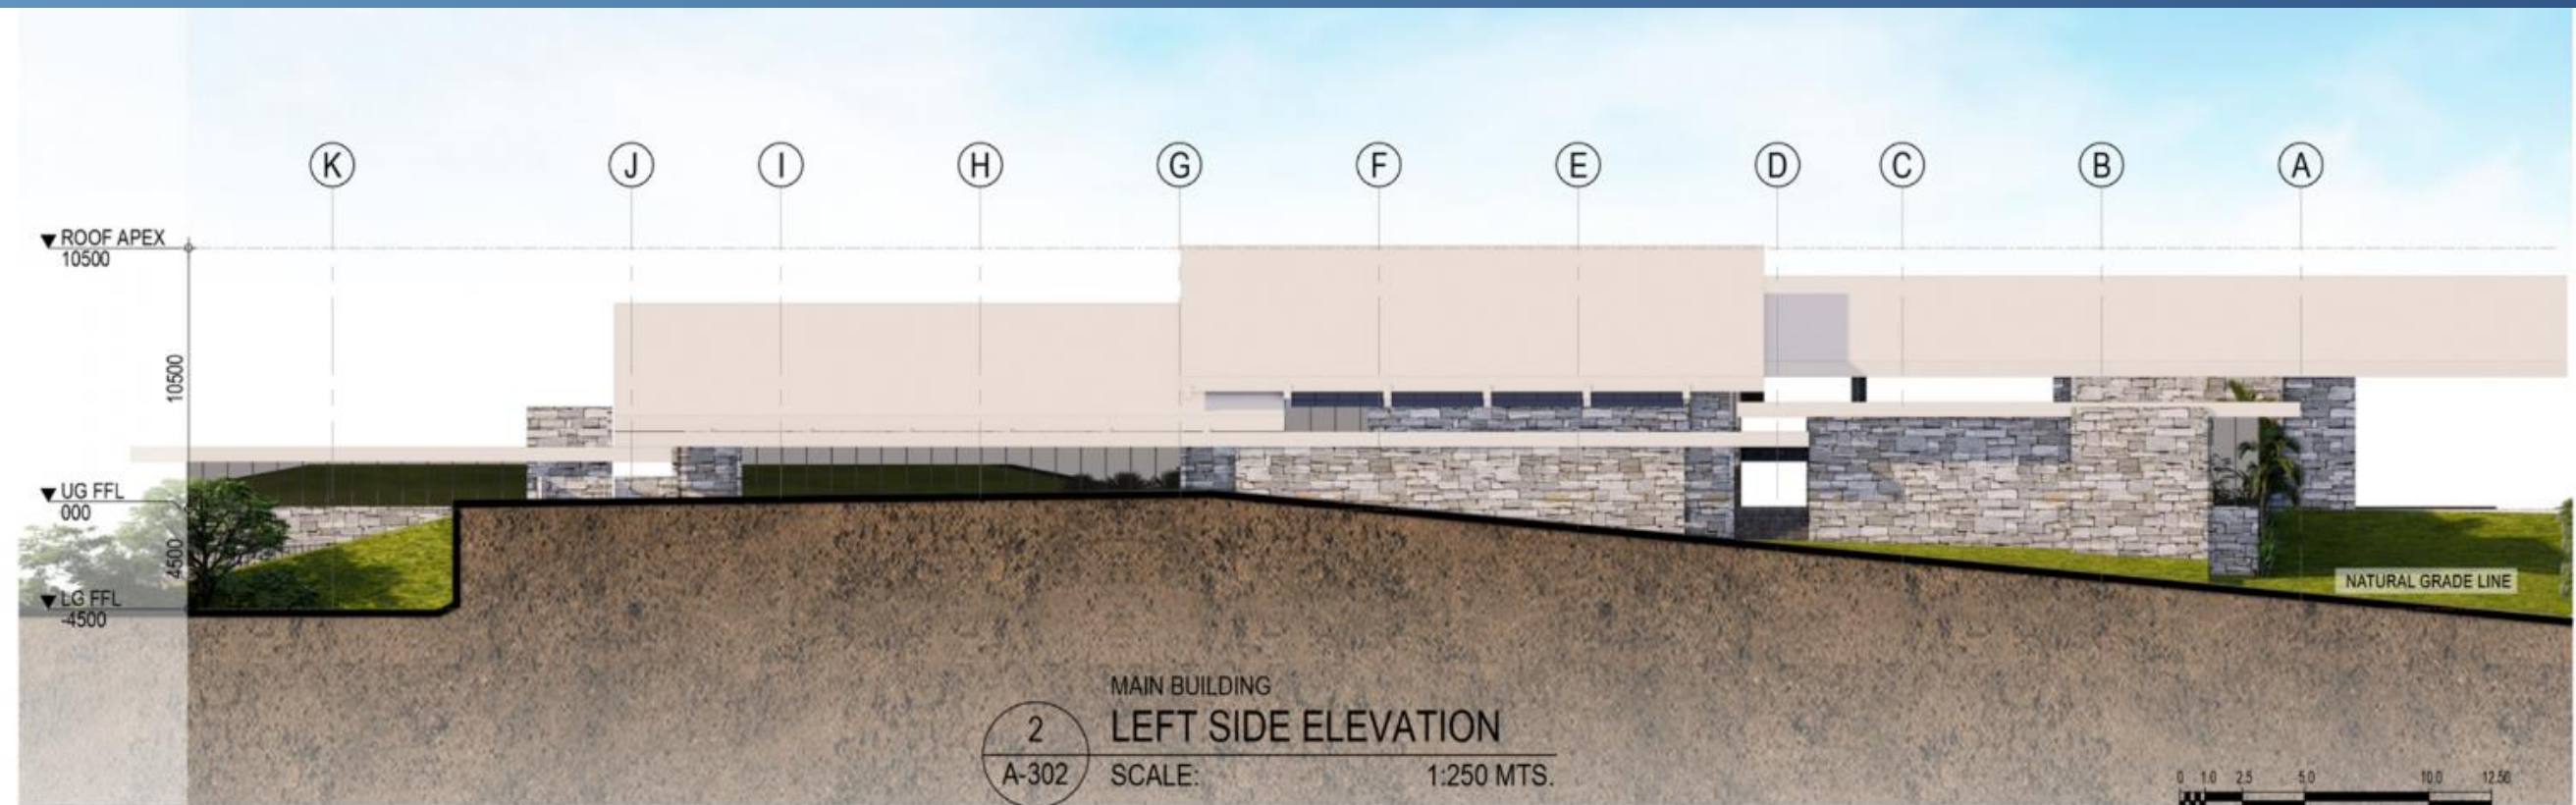 K
J
I
H
G
F
E
D
C
B
A
ROOF APEX
10500
10500
UG FFL
000
4500
LG FFL
-4500
NATURAL GRADE LINE
MAIN BUILDING
2
LEFT SIDE ELEVATION
A-302
SCALE: 1:250 MTS.
0 1.0 2.5 5.0 10.0 12.50